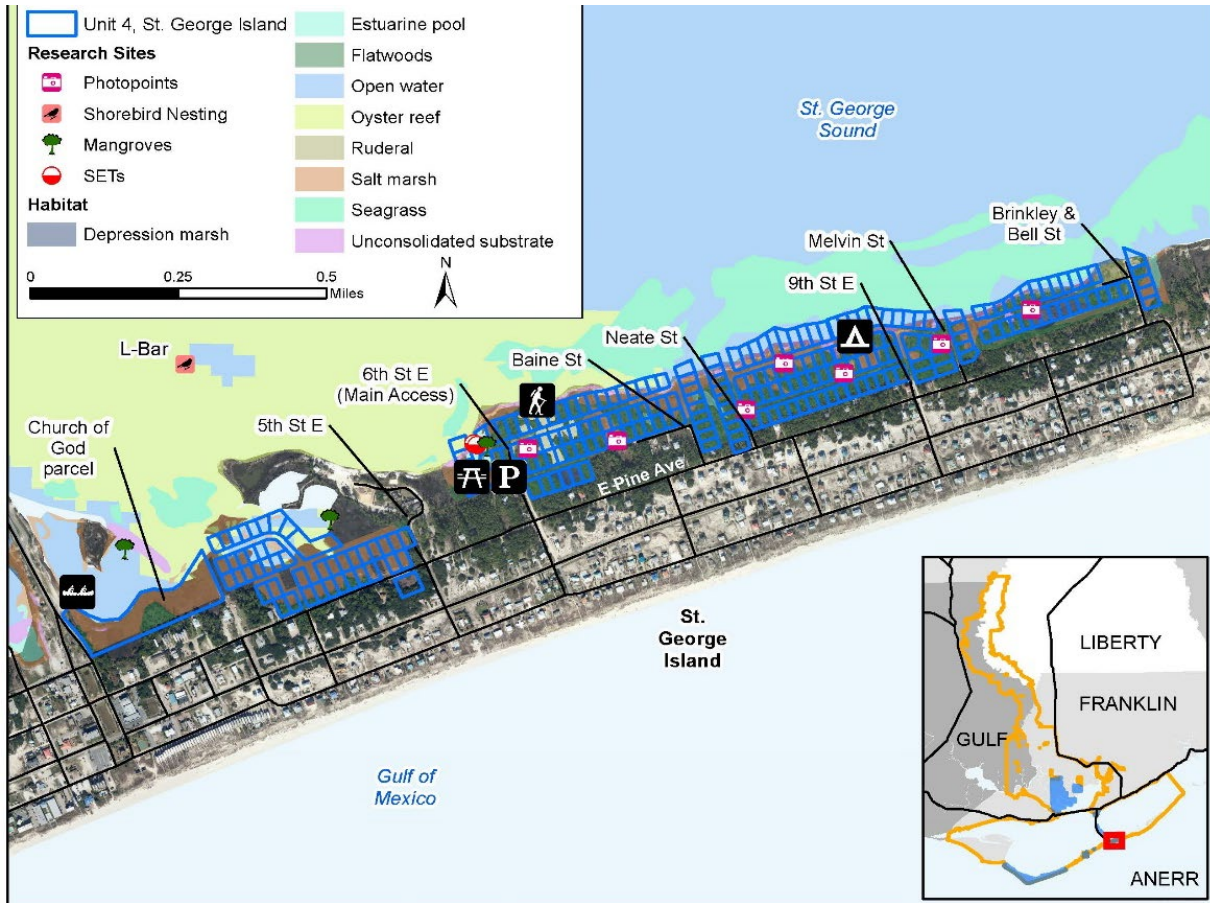 Unit 4, St. George Island
Research Sites
Photopoints
Shorebird Nesting
Mangroves
SETs
Habitat
Depression marsh
Estuarine pool
Flatwoods
Open water
Oyster reef
Ruderal
Salt marsh
Seagrass
Unconsolidated substrate
0
0.25
0.5
Miles
N
St. George
Sound
Brinkley &
Bell St
Melvin St
9th St E
Neate St
Baine St
L-Bar
6th St E
(Main Access)
5th St E
Church of
God
parcel
P
E Pine Ave
St.
George
Island
Gulf of
Mexico
LIBERTY
FRANKLIN
GULF
ANERR